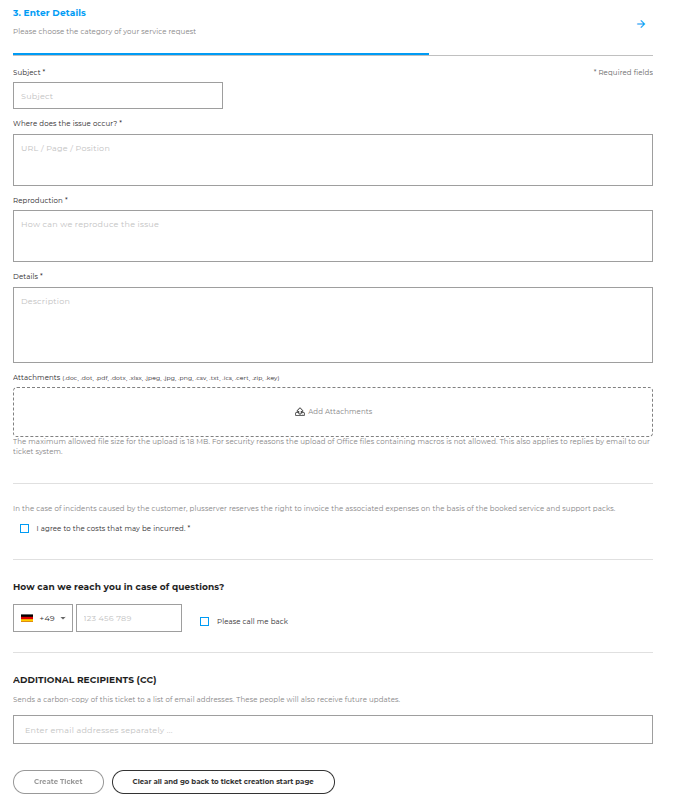 3. Enter Details
Please choose the category of your service request
Subject *
* Required fields
Subject
Where does the issue occur? *
URL / Page / Position
Reproduction *
How can we reproduce the issue
Details *
Description
Attachments (.doc, .dot, .pdf, .dotx, .xlsx, .jpeg, .jpg, .png, .csv, .txt, .ics, .cert, .zip, .key)
Add Attachments
The maximum allowed file size for the upload is 18 MB. For security reasons the upload of Office files containing macros is not allowed. This also applies to replies by email to our
ticket system.
In the case of incidents caused by the customer, plusserver reserves the right to invoice the associated expenses on the basis of the booked service and support packs.
I agree to the costs that may be incurred. *
How can we reach you in case of questions?
+49
123 456 789
Please call me back
ADDITIONAL RECIPIENTS (CC)
Sends a carbon-copy of this ticket to a list of email addresses. These people will also receive future updates.
Enter email addresses separately ...
Create Ticket
Clear all and go back to ticket creation start page